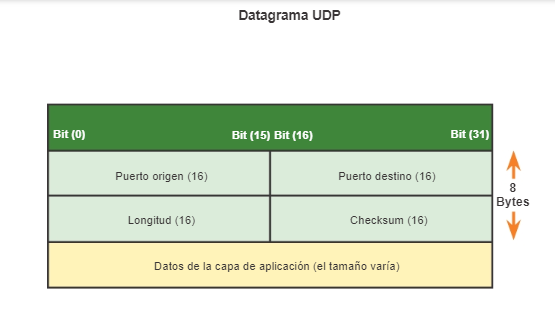 Datagrama UDP
Bit (0)
Bit (15) Bit (16)
Bit (31)
Puerto origen (16)
Puerto destino (16)
8
Bytes
Longitud (16)
Checksum (16)
Datos de la capa de aplicación (el tamaño varía)